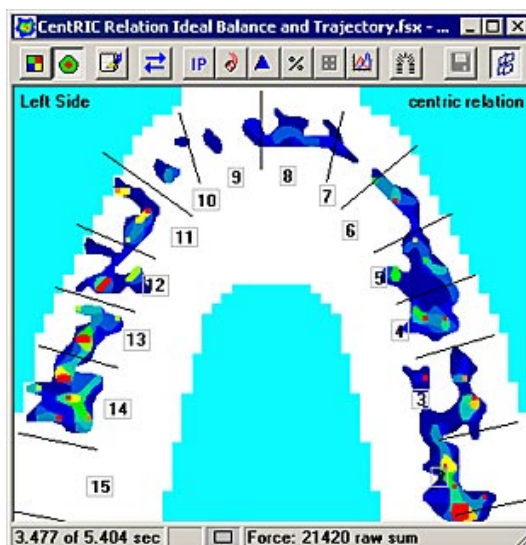 CentRIC Relation Ideal Balance and Trajectory.fsx - ...
IP %
Left Side centric relation
9 8
10 7
11 6
12 5
13 4
14 3
15 2
3.477 of 5.404 sec Force: 21420 raw sum